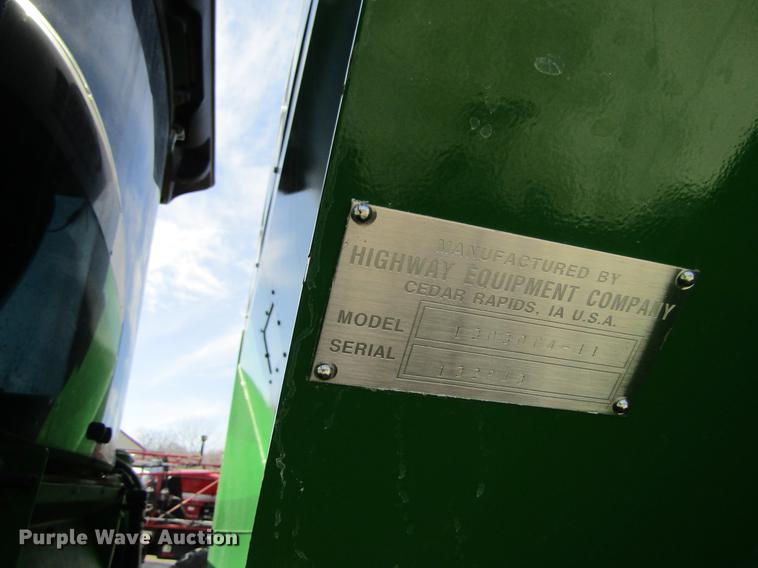 MANUFACTURED BY
HIGHWAY EQUIPMENT COMPANY
CEDAR RAPIDS, IA U.S.A.
MODEL
SERIAL
Purple Wave Auction